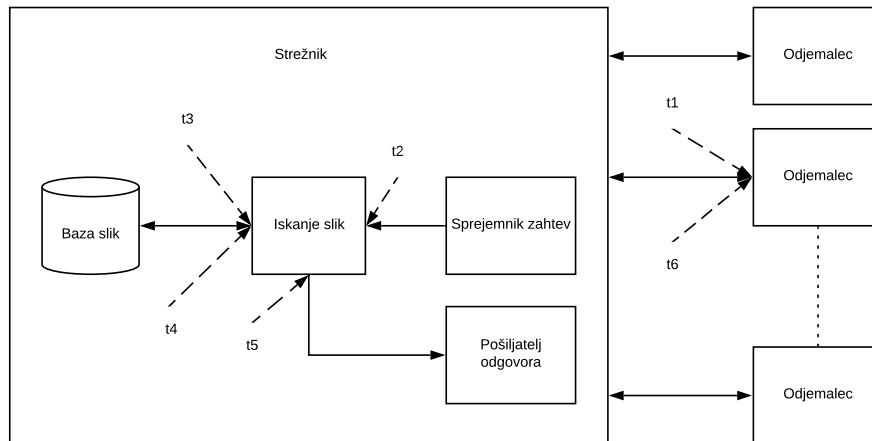 Strežnik
Odjemalec
t1
t3
t2
Odjemalec
Baza slik
Iskanje slik
Sprejemnik zahtev
t6
t4
t5
Pošiljatelj
odgovora
Odjemalec